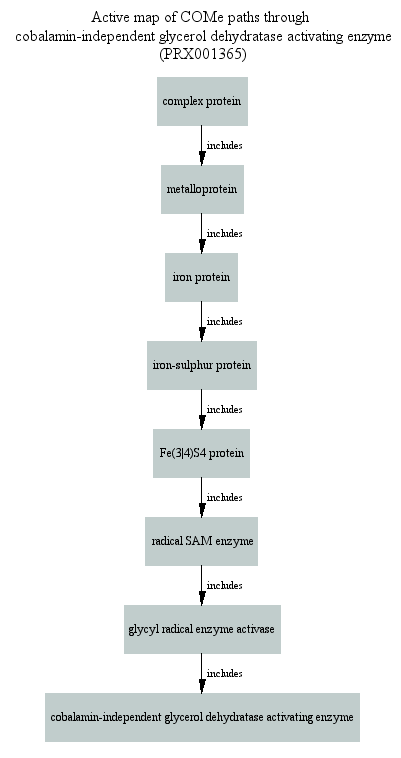 Active map of COMe paths through
cobalamin-independent glycerol dehydratase activating enzyme
(PRX001365)
complex protein
includes
metalloprotein
includes
iron protein
includes
iron-sulphur protein
includes
Fe(3|4)S4 protein
includes
radical SAM enzyme
includes
glycyl radical enzyme activase
includes
cobalamin-independent glycerol dehydratase activating enzyme